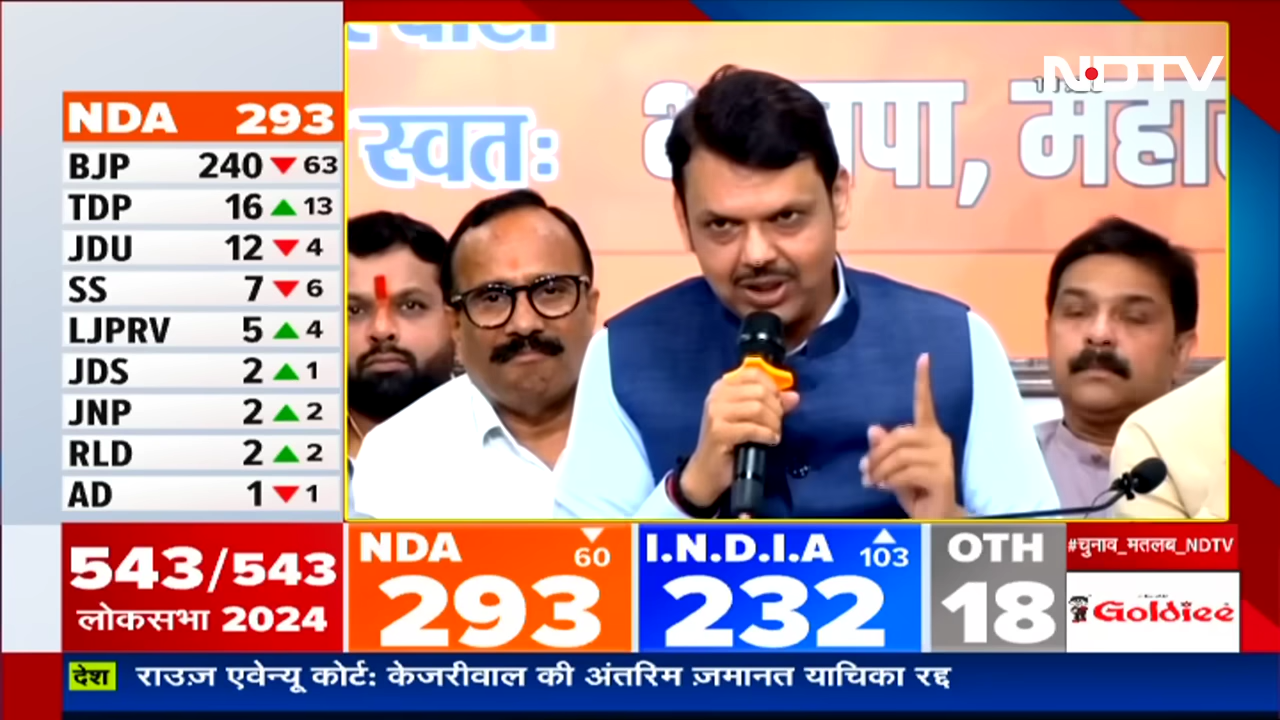 NDTV
स्वतः
NDA 293
BJP 240 ▼ 63
TDP 16 ▲ 13
JDU 12 ▼ 4
SS 7 ▼ 6
LJPRV 5 ▲ 4
JDS 2 ▲ 1
JNP 2 ▲ 2
RLD 2 ▲ 2
AD 1 ▼ 1
543/543
लोकसभा 2024
NDA ▼ 60
293
I.N.D.I.A ▲ 103
232
OTH
18
#चुनाव_मतलब_NDTV
Goldiee
देश राउज़ एवेन्यू कोर्ट: केजरीवाल की अंतरिम ज़मानत याचिका रद्द